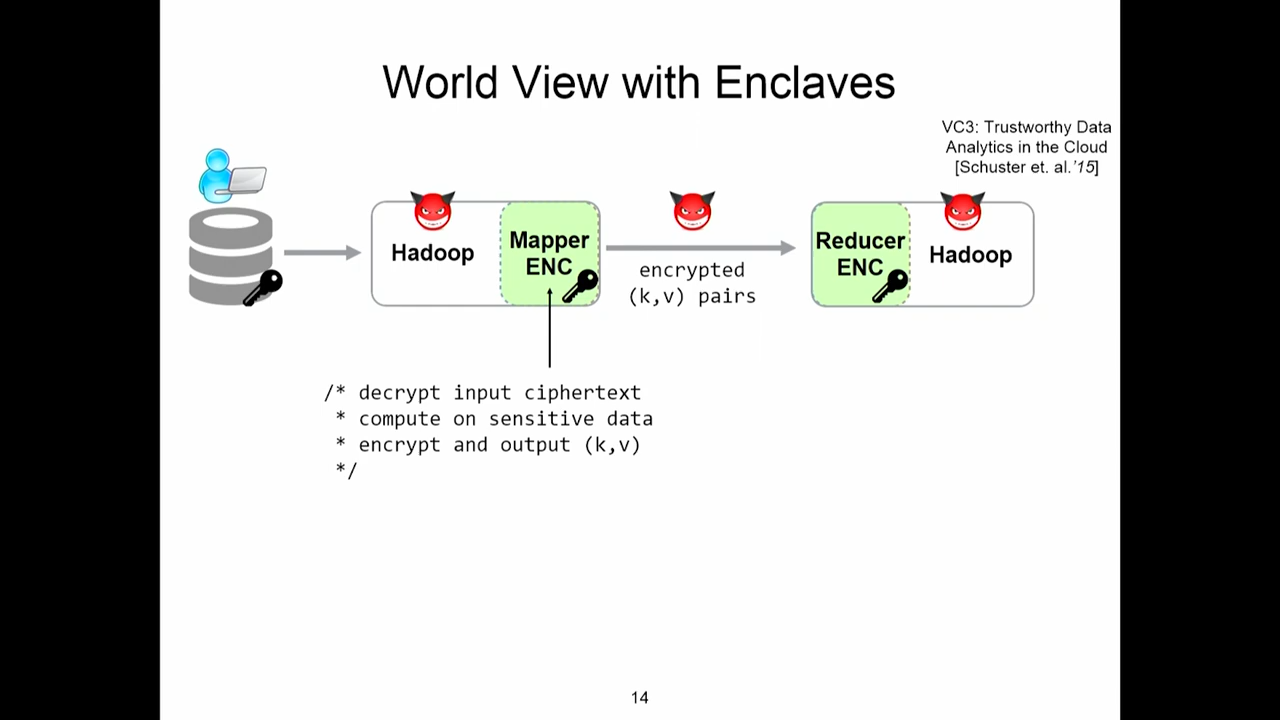 World View with Enclaves
VC3: Trustworthy Data
Analytics in the Cloud
[Schuster et. al.'15]
Hadoop
Mapper
ENC
encrypted
(k,v) pairs
Reducer
ENC
Hadoop
/* decrypt input ciphertext
* compute on sensitive data
* encrypt and output (k,v)
*/
14